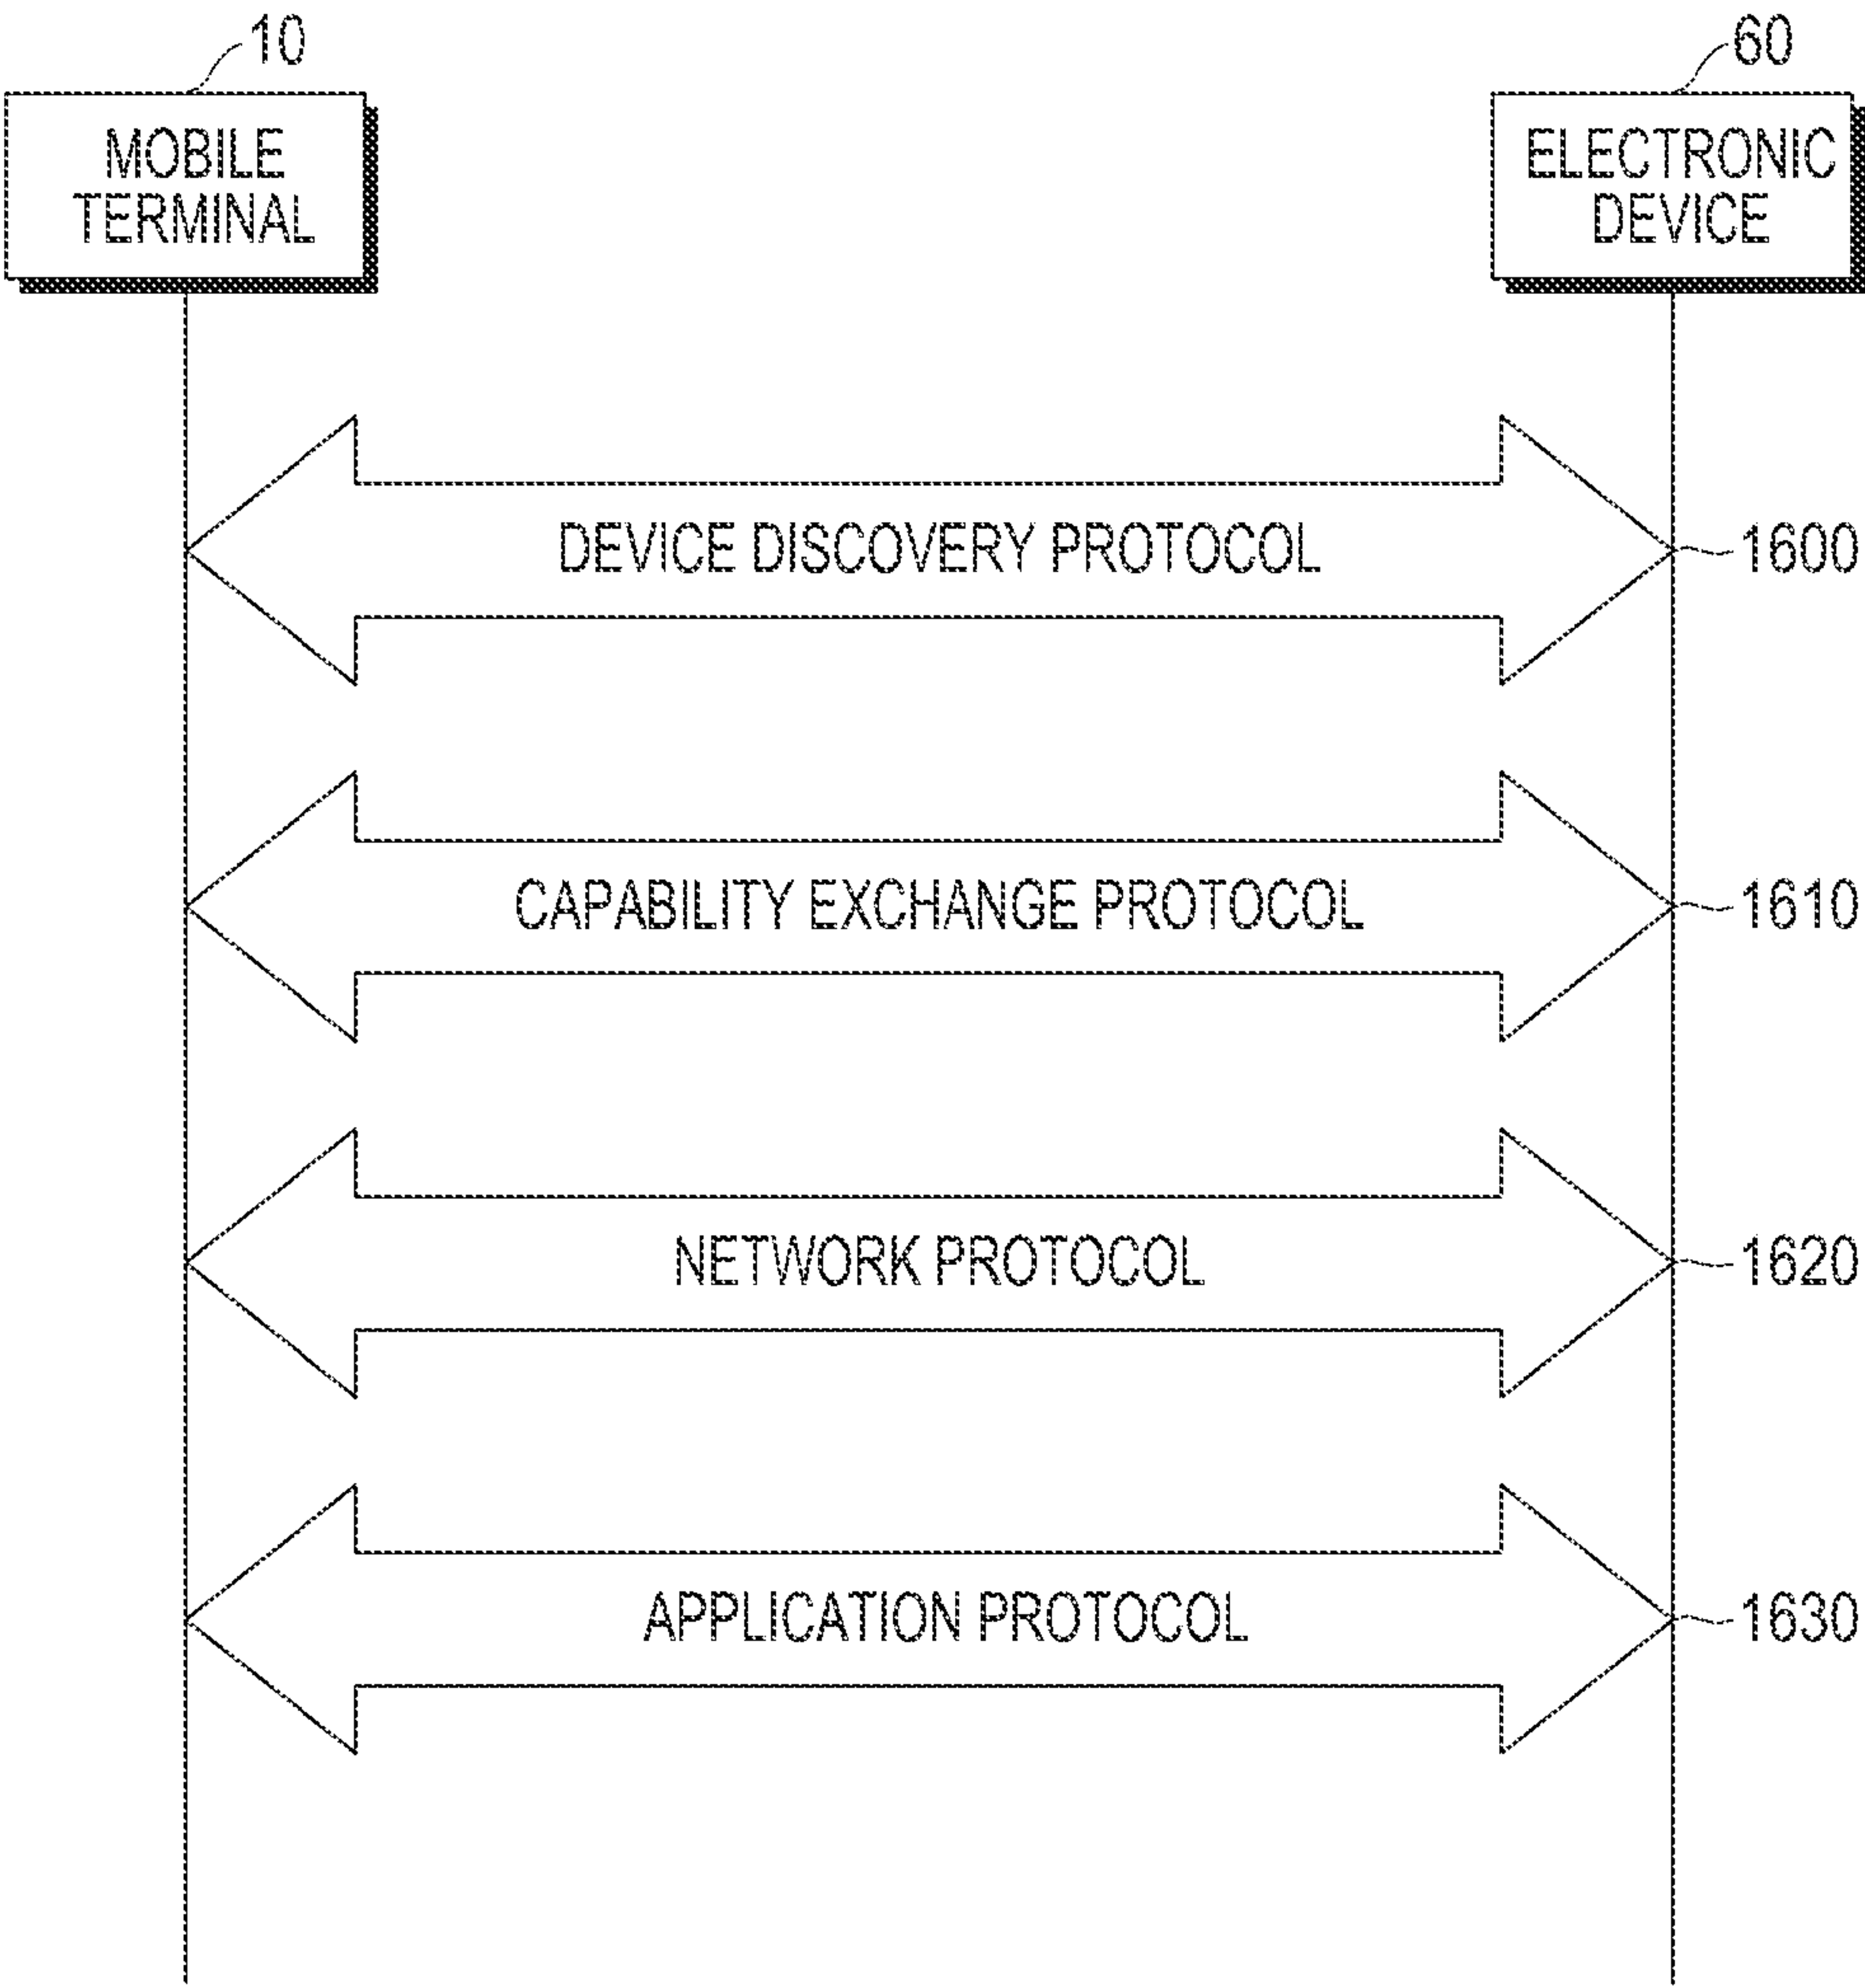 10
60
MOBILE
TERMINAL
ELECTRONIC
DEVICE
DEVICE DISCOVERY PROTOCOL
1600
CAPABILITY EXCHANGE PROTOCOL
1610
NETWORK PROTOCOL
1620
APPLICATION PROTOCOL
1630